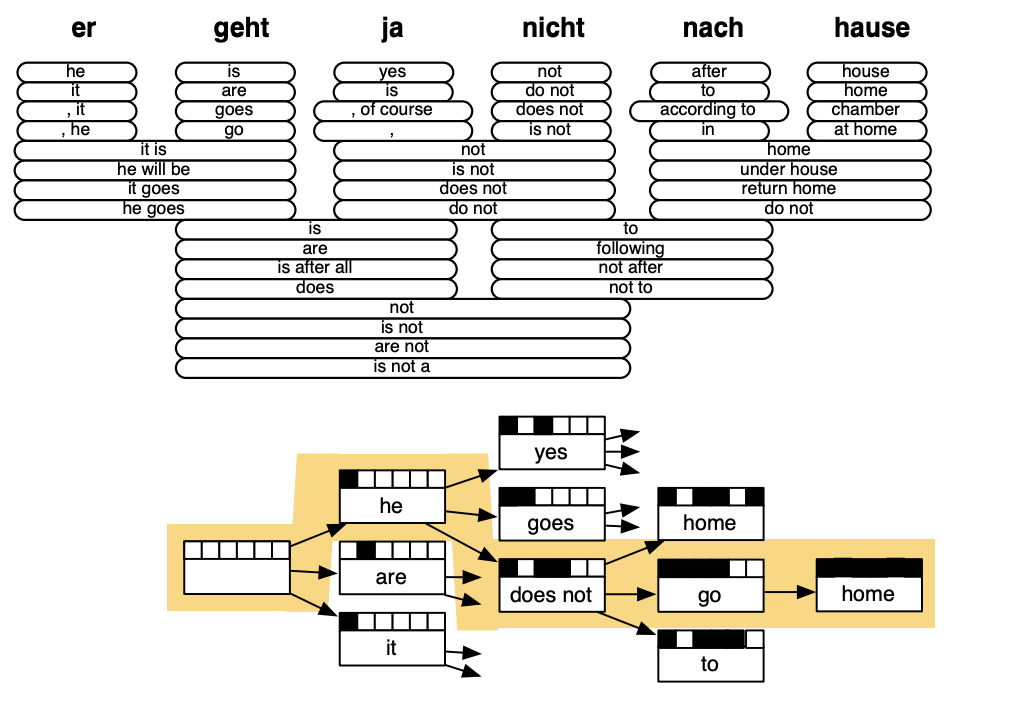 er geht ja nicht nach hause
he is yes not after house
it are is do not to home
, it goes , of course does not according to chamber
, he go , is not in at home
it is not home
he will be is not under house
it goes does not return home
he goes do not do not
is to
are following
is after all not after
does not to
not
is not
are not
is not a
yes
he
goes home
are
does not go home
it
to